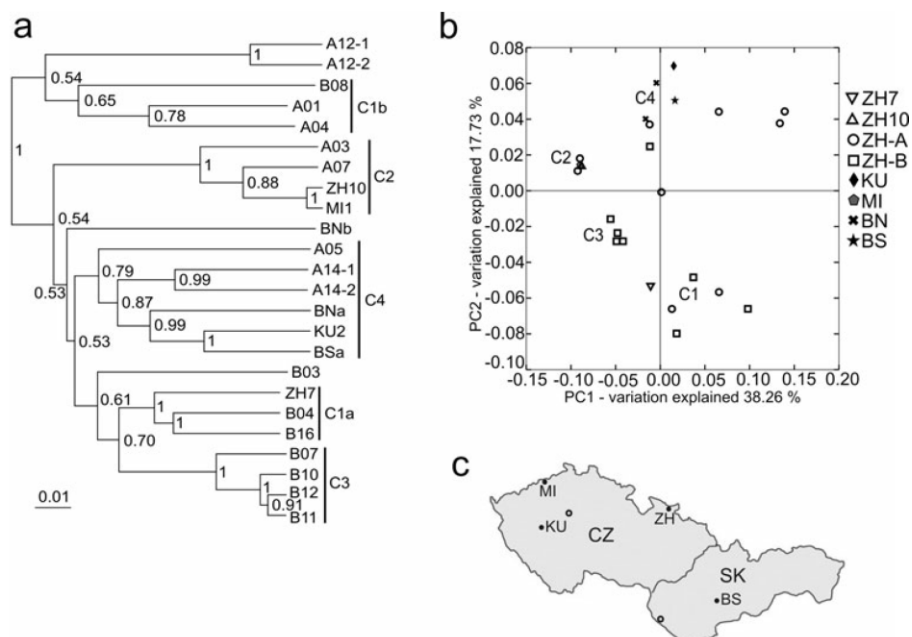 a
A12-1
A12-2
B08
A01
A04
C1b
A03
A07
ZH10
MI1
C2
BNb
A05
A14-1
A14-2
BNa
KU2
BSa
C4
B03
ZH7
B04
B16
C1a
B07
B10
B12
B11
C3
1
0.54
0.65
0.78
1
1
0.88
1
0.54
0.53
0.79
0.99
0.87
0.99
1
0.53
0.61
1
1
0.70
1
1
0.91
0.01
b
PC2 - variation explained 17.73 %
0.08
0.06
0.04
0.02
0.00
-0.02
-0.04
-0.06
-0.08
-0.10
-0.15
-0.10
-0.05
0.00
0.05
0.10
0.15
0.20
PC1 - variation explained 38.26 %
C4
C2
C3
C1
ZH7
ZH10
ZH-A
ZH-B
KU
MI
BN
BS
c
MI
KU
CZ
ZH
SK
BS